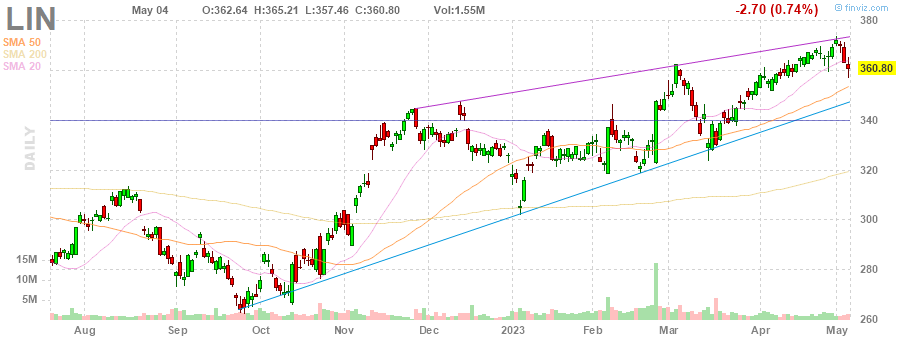 LIN May 04 O:362.64 H:365.21 L:357.46 C:360.80 Vol:1.55M -2.70 (0.74%) © finviz.com
SMA 50
SMA 200
SMA 20
DAILY
380
360.80
340
320
300
280
260
15M
10M
5M
Aug Sep Oct Nov Dec 2023 Feb Mar Apr May